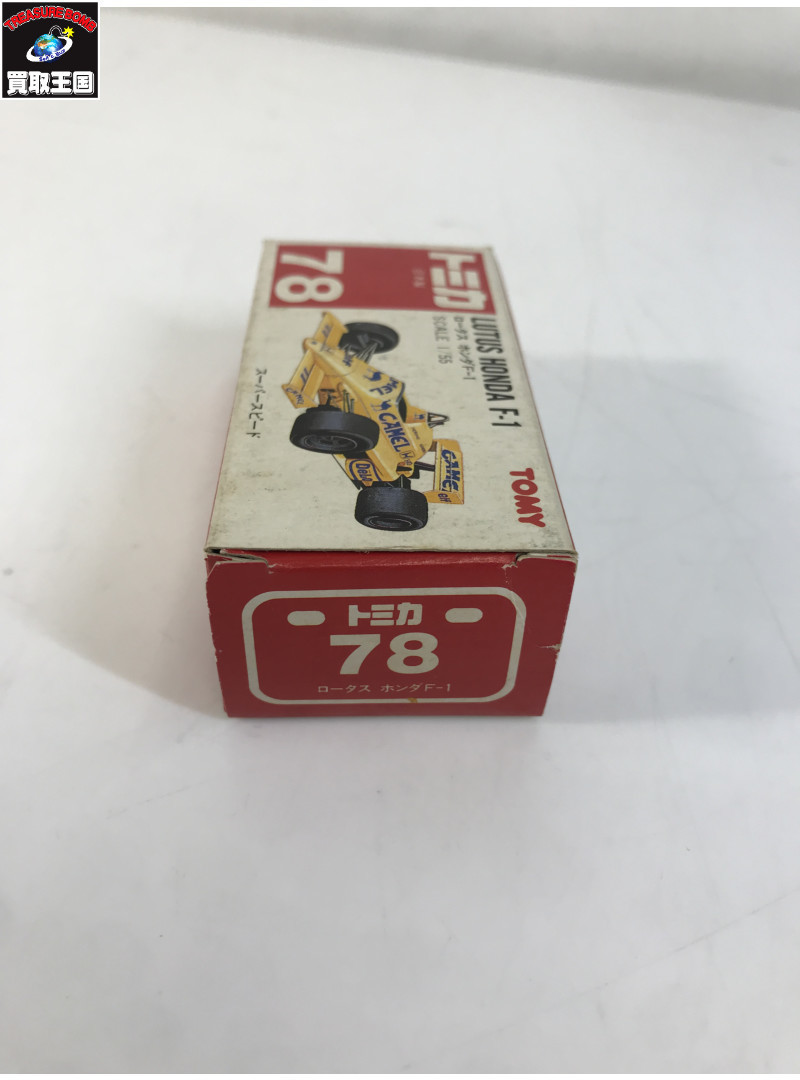 TREASURE BOMB
買取王国
トミカ
78
LOTUS HONDA F-1
ロータス ホンダF-1
SCALE 1/55
スーパースピード
CAMEL
CAME
TOMY
トミカ
78
ロータス ホンダF-1